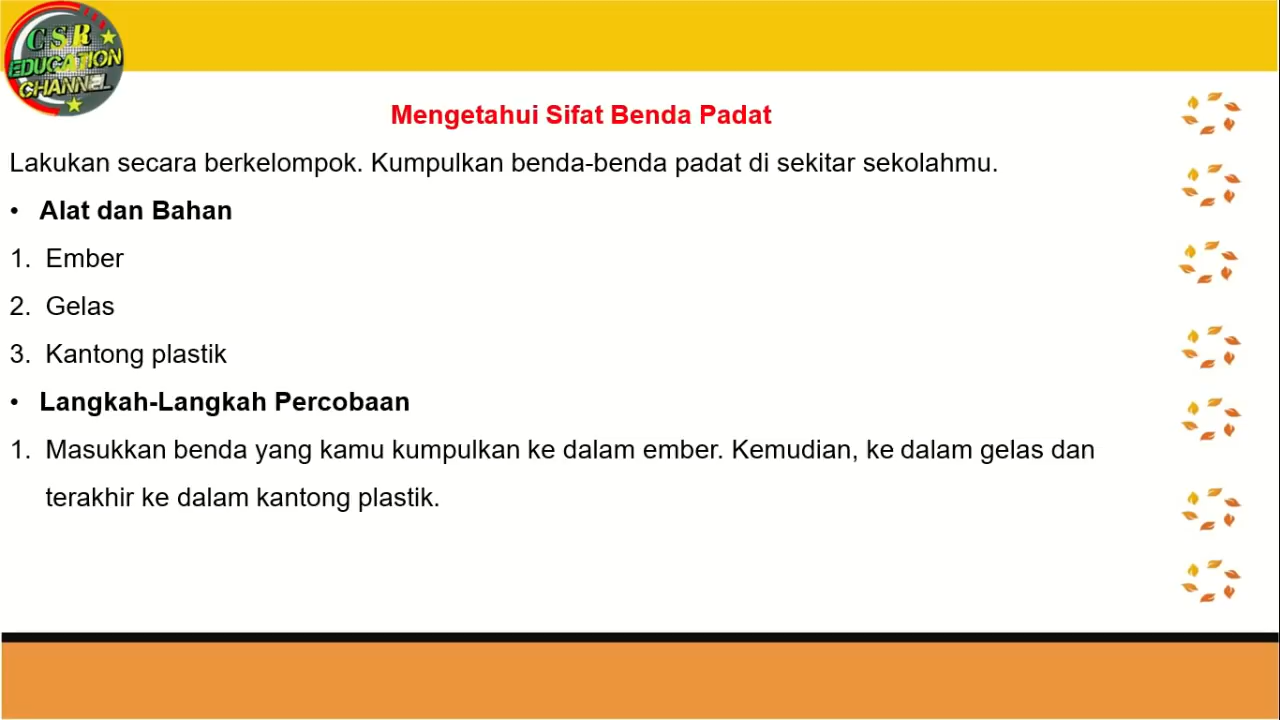 CSR
EDUCATION
CHANNEL
Mengetahui Sifat Benda Padat
Lakukan secara berkelompok. Kumpulkan benda-benda padat di sekitar sekolahmu.
• Alat dan Bahan
1. Ember
2. Gelas
3. Kantong plastik
• Langkah-Langkah Percobaan
1. Masukkan benda yang kamu kumpulkan ke dalam ember. Kemudian, ke dalam gelas dan
terakhir ke dalam kantong plastik.